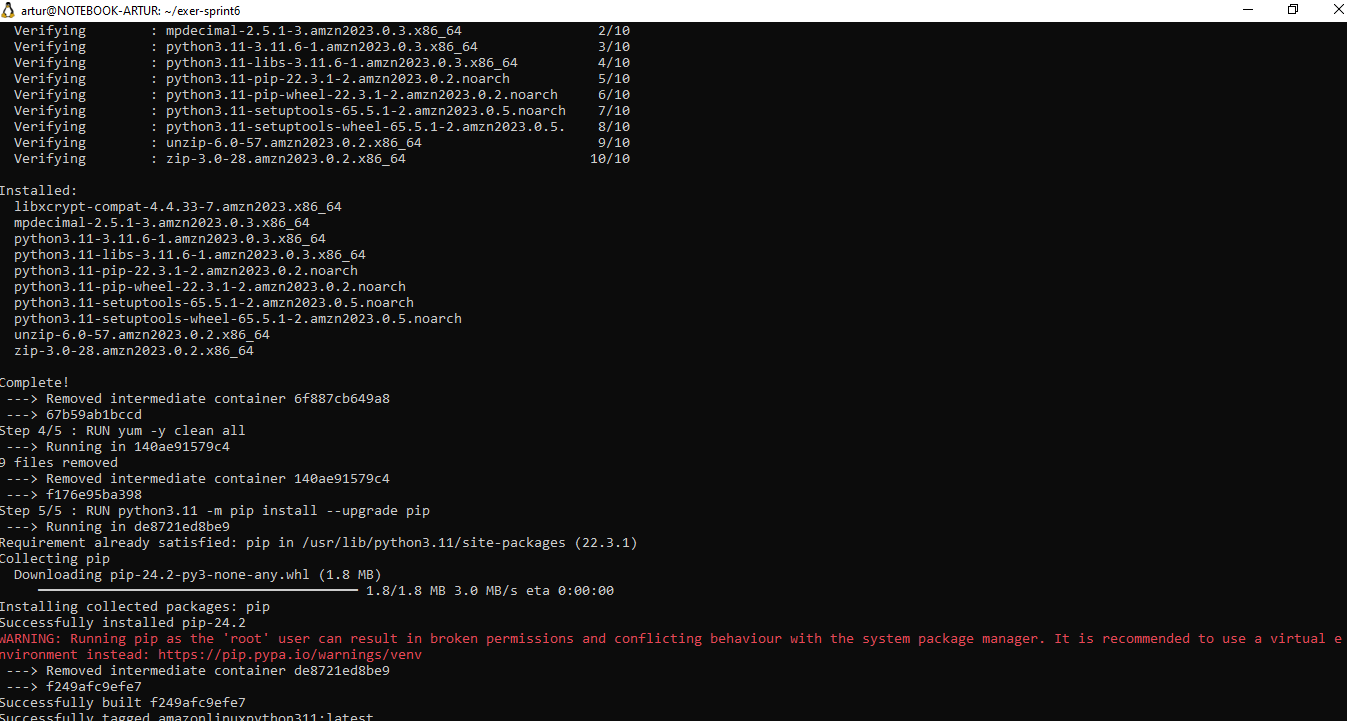 artur@NOTEBOOK-ARTUR: ~/exer-sprint6
Verifying : mpdecimal-2.5.1-3.amzn2023.0.3.x86_64 2/10
Verifying : python3.11-3.11.6-1.amzn2023.0.3.x86_64 3/10
Verifying : python3.11-libs-3.11.6-1.amzn2023.0.3.x86_64 4/10
Verifying : python3.11-pip-22.3.1-2.amzn2023.0.2.noarch 5/10
Verifying : python3.11-pip-wheel-22.3.1-2.amzn2023.0.2.noarch 6/10
Verifying : python3.11-setuptools-65.5.1-2.amzn2023.0.5.noarch 7/10
Verifying : python3.11-setuptools-wheel-65.5.1-2.amzn2023.0.5. 8/10
Verifying : unzip-6.0-57.amzn2023.0.2.x86_64 9/10
Verifying : zip-3.0-28.amzn2023.0.2.x86_64 10/10
Installed:
libxcrypt-compat-4.4.33-7.amzn2023.x86_64
mpdecimal-2.5.1-3.amzn2023.0.3.x86_64
python3.11-3.11.6-1.amzn2023.0.3.x86_64
python3.11-libs-3.11.6-1.amzn2023.0.3.x86_64
python3.11-pip-22.3.1-2.amzn2023.0.2.noarch
python3.11-pip-wheel-22.3.1-2.amzn2023.0.2.noarch
python3.11-setuptools-65.5.1-2.amzn2023.0.5.noarch
python3.11-setuptools-wheel-65.5.1-2.amzn2023.0.5.noarch
unzip-6.0-57.amzn2023.0.2.x86_64
zip-3.0-28.amzn2023.0.2.x86_64
Complete!
---> Removed intermediate container 6f887cb649a8
---> 67b59ab1bccd
Step 4/5 : RUN yum -y clean all
---> Running in 140ae91579c4
9 files removed
---> Removed intermediate container 140ae91579c4
---> f176e95ba398
Step 5/5 : RUN python3.11 -m pip install --upgrade pip
---> Running in de8721ed8be9
Requirement already satisfied: pip in /usr/lib/python3.11/site-packages (22.3.1)
Collecting pip
Downloading pip-24.2-py3-none-any.whl (1.8 MB)
1.8/1.8 MB 3.0 MB/s eta 0:00:00
Installing collected packages: pip
Successfully installed pip-24.2
WARNING: Running pip as the 'root' user can result in broken permissions and conflicting behaviour with the system package manager. It is recommended to use a virtual e
nvironment instead: https://pip.pypa.io/warnings/venv
---> Removed intermediate container de8721ed8be9
---> f249afc9efe7
Successfully built f249afc9efe7
Successfully tagged amazonlinuxpython311:latest